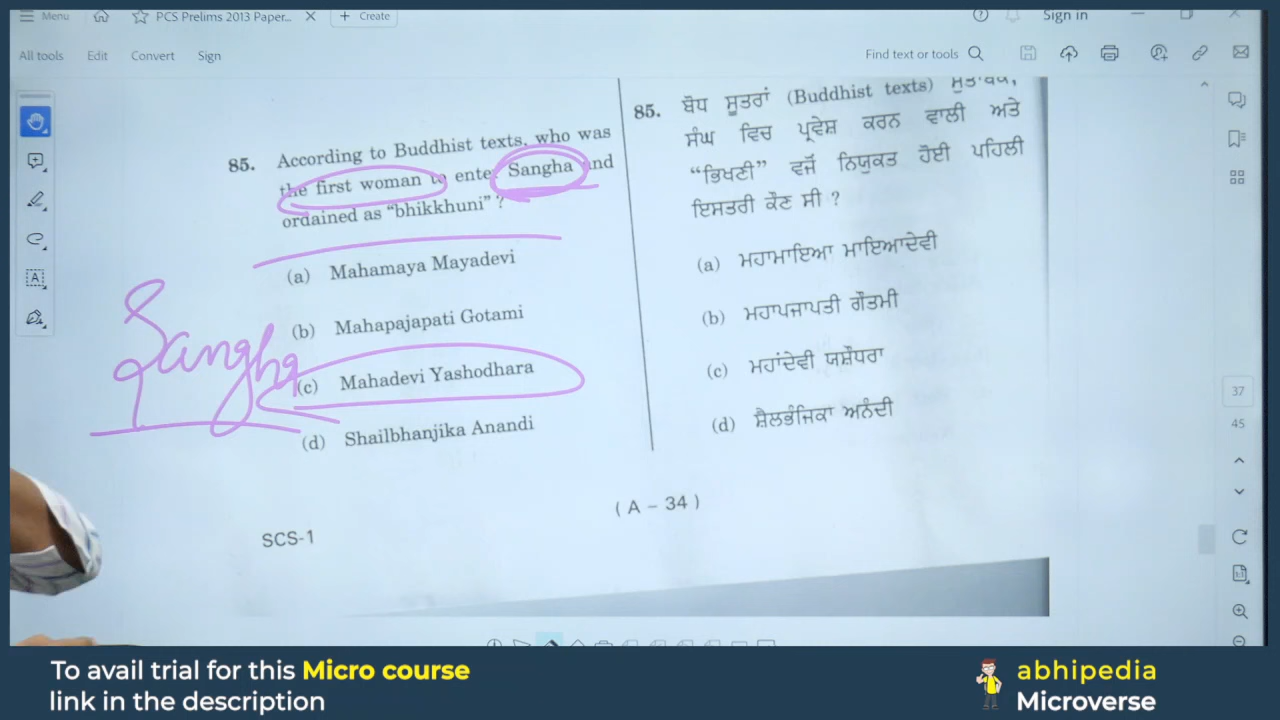 Menu
PCS Prelims 2013 Paper...
Create
Sign in
All tools Edit Convert Sign
Find text or tools
85. According to Buddhist texts, who was
the first woman to enter Sangha and
ordained as "bhikkhuni" ?
(a) Mahamaya Mayadevi
(b) Mahapajapati Gotami
(c) Mahadevi Yashodhara
(d) Shailbhanjika Anandi
Sangha
85. ਬੋਧ ਸੂਤਰਾਂ (Buddhist texts)
ਸੰਘ ਵਿਚ ਪ੍ਰਵੇਸ਼ ਕਰਨ ਵਾਲੀ ਅਤੇ
“ਭਿਖਣੀ” ਵਜੋਂ ਨਿਯੁਕਤ ਹੋਈ ਪਹਿਲੀ
ਇਸਤਰੀ ਕੌਣ ਸੀ ?
(a) ਮਹਾਮਾਇਆ ਮਾਇਆਦੇਵੀ
(b) ਮਹਾਪਜਾਪਤੀ ਗੌਤਮੀ
(c) ਮਹਾਂਦੇਵੀ ਯਸ਼ੌਧਰਾ
(d) ਸ਼ੈਲਭੰਜਿਕਾ ਅਨੰਦੀ
( A – 34 )
SCS-1
37
45
To avail trial for this Micro course
link in the description
abhipedia
Microverse